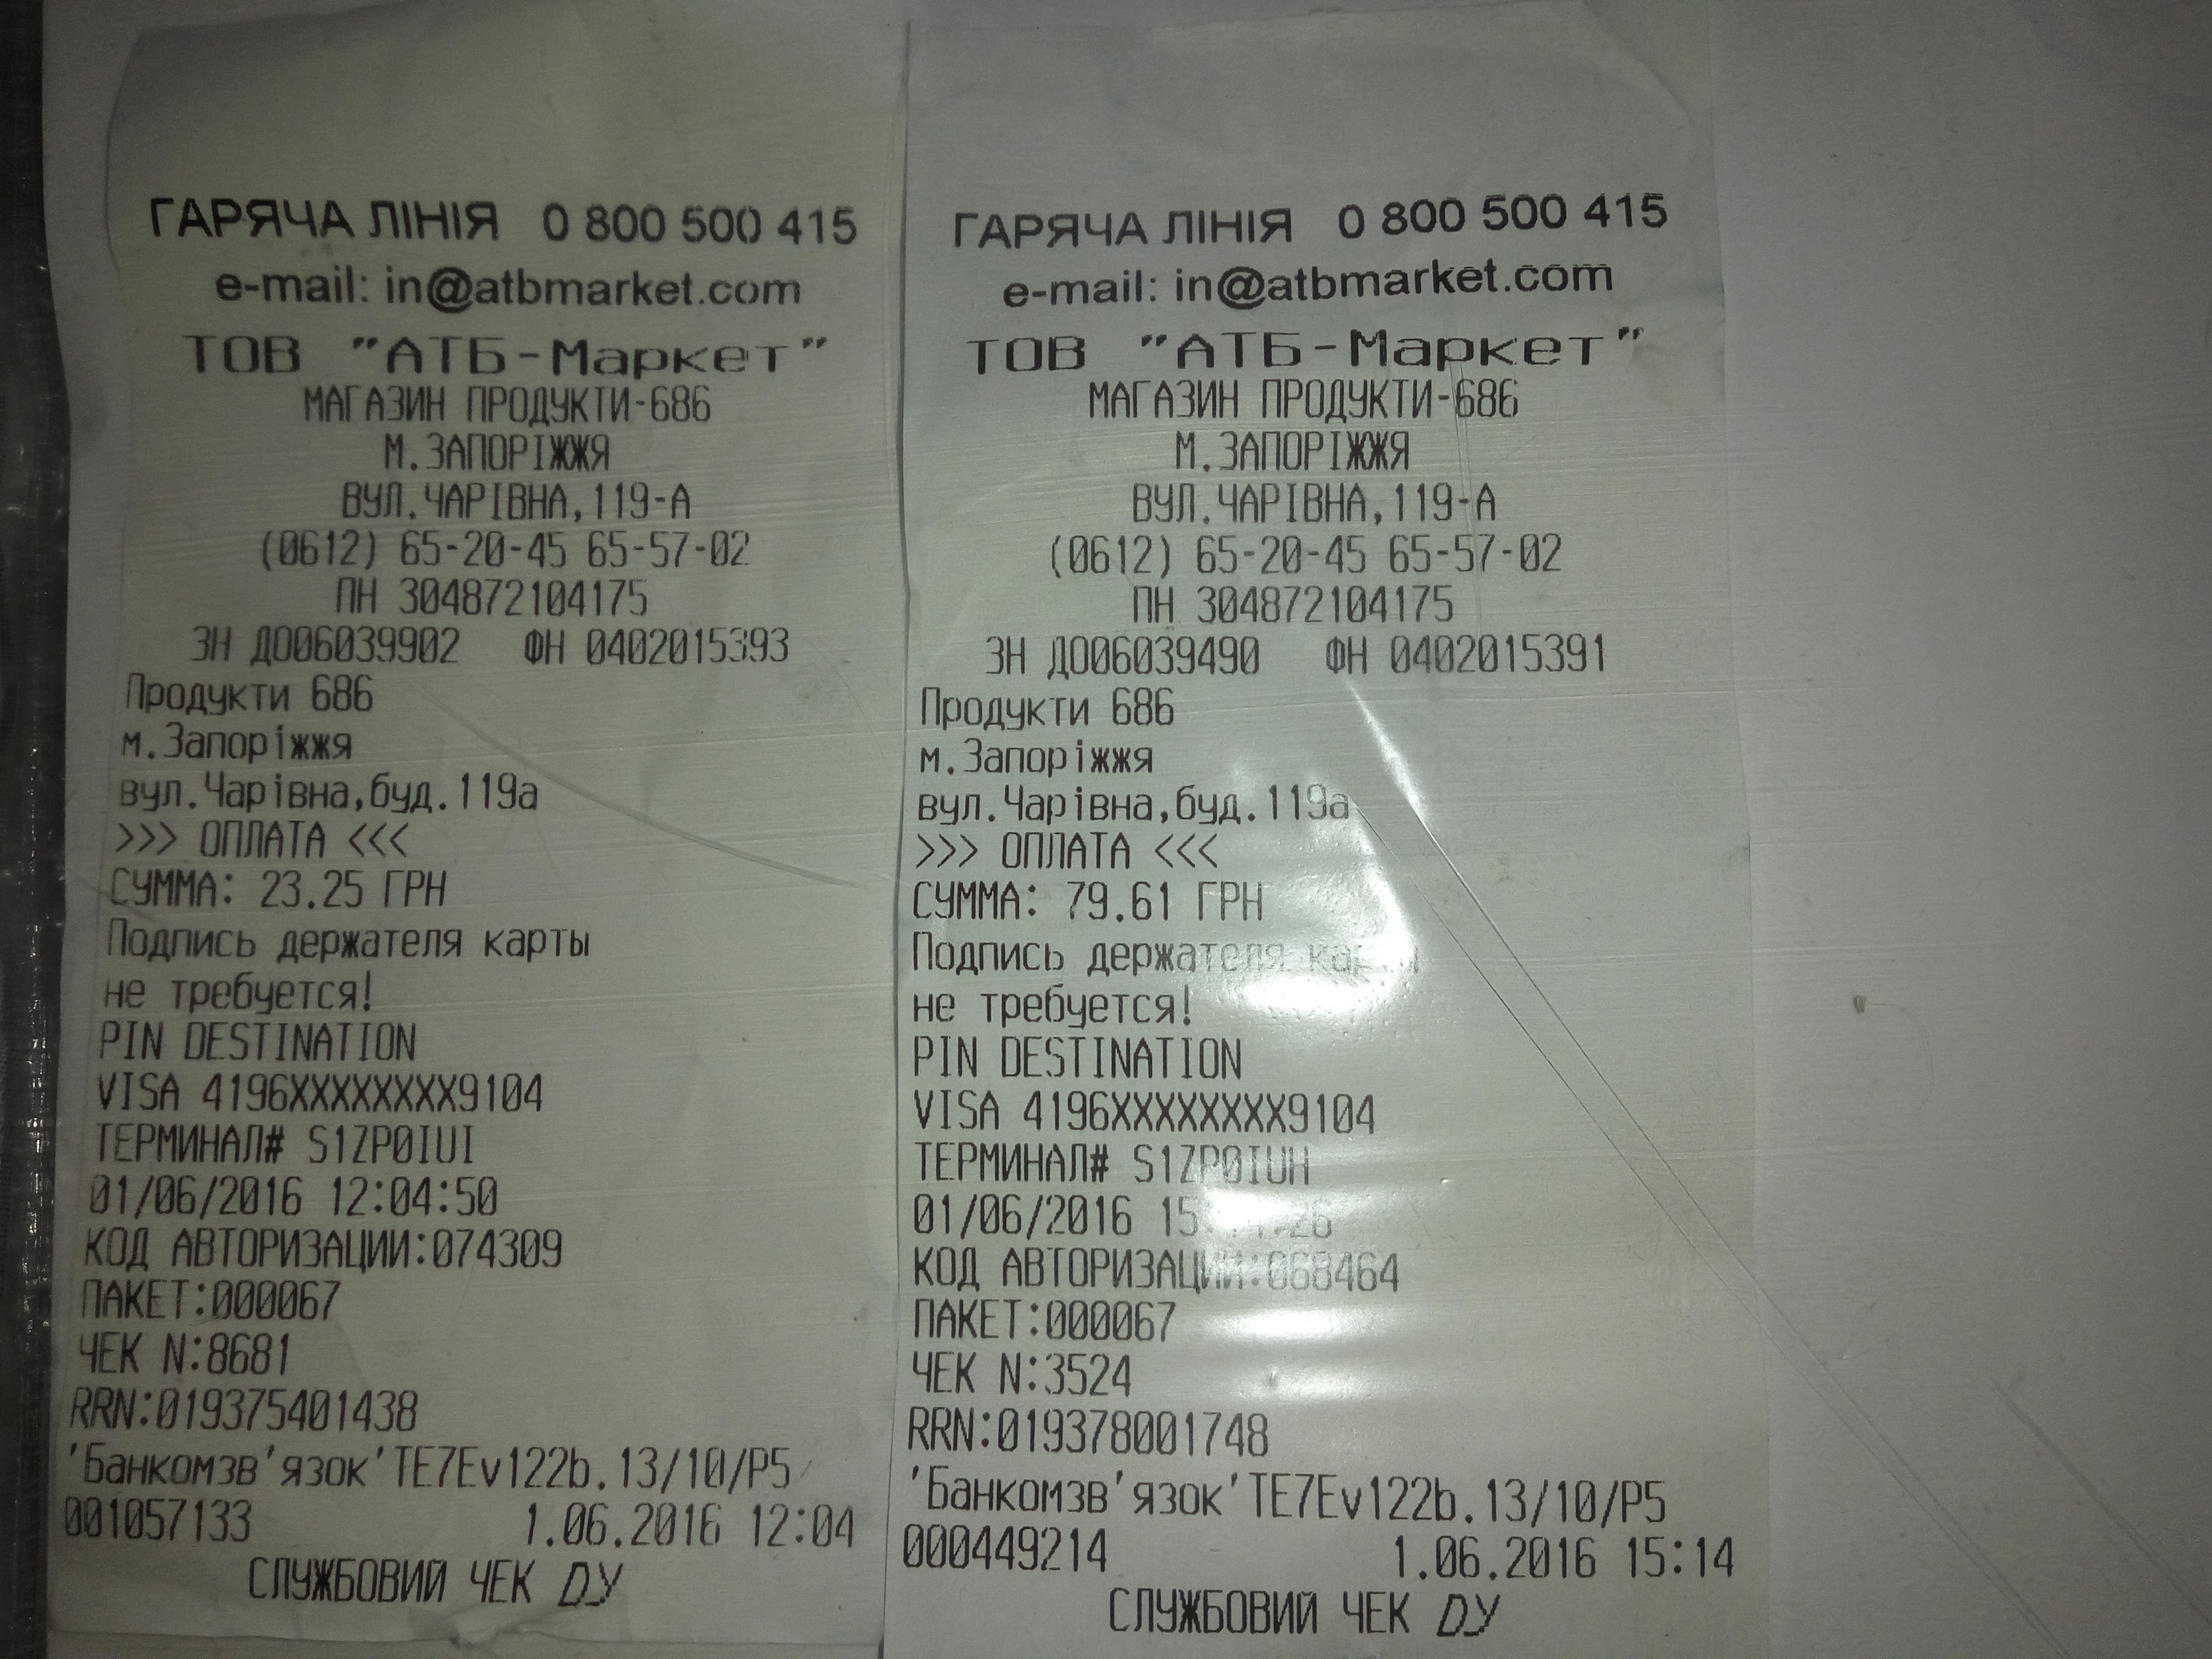 ГАРЯЧА ЛІНІЯ 0 800 500 415
e-mail: in@atbmarket.com
ТОВ "АТБ-Маркет"
МАГАЗИН ПРОДУКТИ-686
М.ЗАПОРІЖЖЯ
ВУЛ.ЧАРІВНА,119-А
(0612) 65-20-45 65-57-02
ПН 304872104175
ЗН ДО06039902 ФН 0402015393
Продукти 686
м.Запоріжжя
вул.Чарівна,буд.119а
>>> ОПЛАТА <<<
СУММА: 23.25 ГРН
Подпись держателя карты
не требуется!
PIN DESTINATION
VISA 4196XXXXXXXX9104
ТЕРМИНАЛ# S1ZP0IUI
01/06/2016 12:04:50
КОД АВТОРИЗАЦИИ:074309
ПАКЕТ:000067
ЧЕК N:8681
RRN:019375401438
'Банкомзв'язок'TE7Ev122b.13/10/P5
001057133 1.06.2016 12:04
СЛУЖБОВИЙ ЧЕК DУ
ГАРЯЧА ЛІНІЯ 0 800 500 415
e-mail: in@atbmarket.com
ТОВ "АТБ-Маркет"
МАГАЗИН ПРОДУКТИ-686
М.ЗАПОРІЖЖЯ
ВУЛ.ЧАРІВНА,119-А
(0612) 65-20-45 65-57-02
ПН 304872104175
ЗН ДО06039490 ФН 0402015391
Продукти 686
м.Запоріжжя
вул.Чарівна,буд.119а
>>> ОПЛАТА <<<
СУММА: 79.61 ГРН
Подпись держателя
не требуется!
PIN DESTINATION
VISA 4196XXXXXXXX9104
ТЕРМИНАЛ# S1ZP0IUH
01/06/2016
КОД АВТОРИЗАЦИИ:068464
ПАКЕТ:000067
ЧЕК N:3524
RRN:019378001748
'Банкомзв'язок'TE7Ev122b.13/10/P5
000449214 1.06.2016 15:14
СЛУЖБОВИЙ ЧЕК DУ